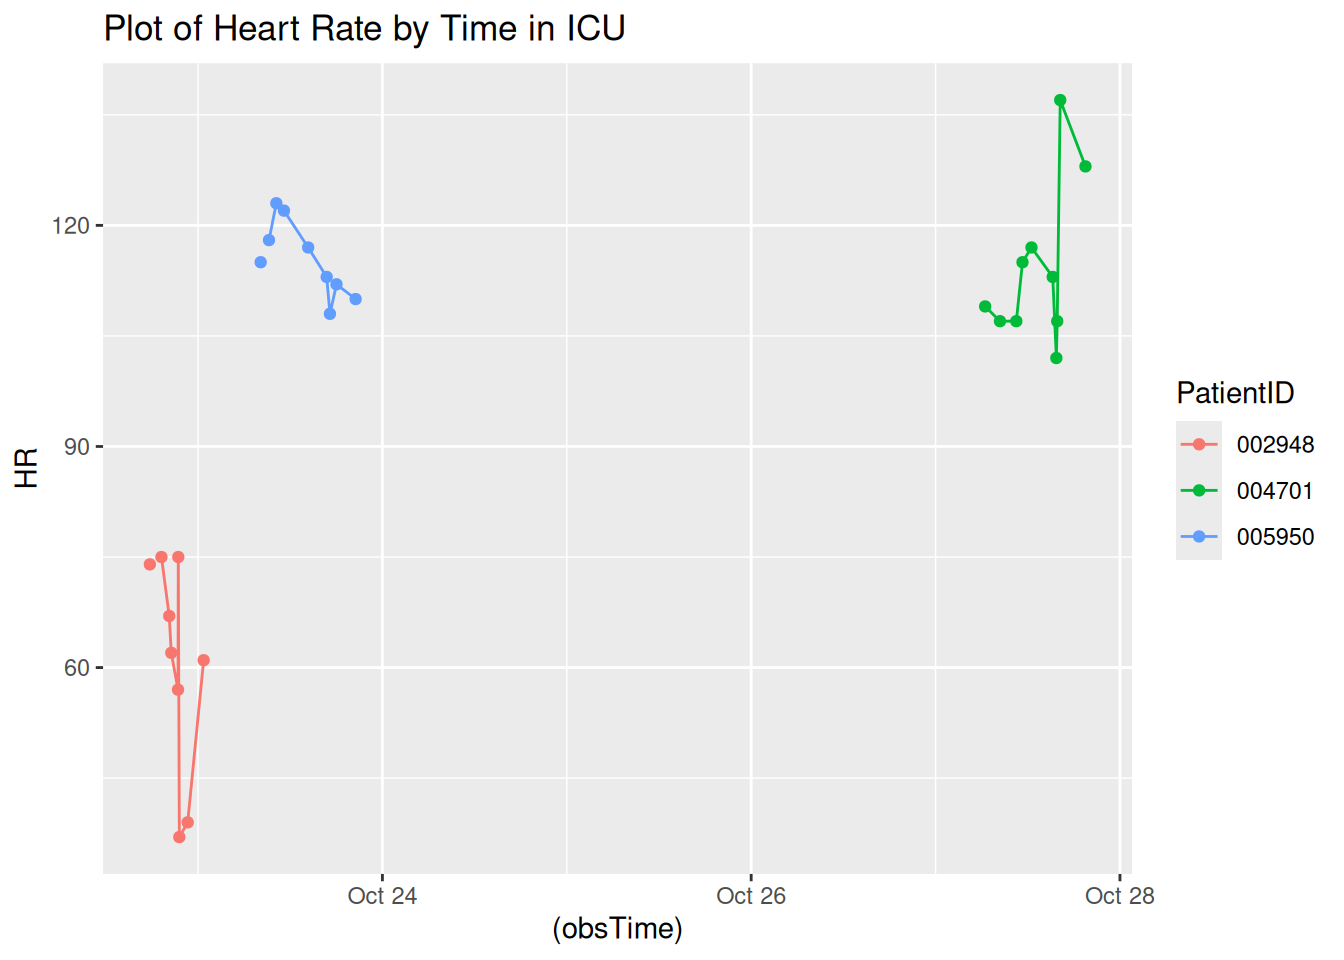 Plot of Heart Rate by Time in ICU
120
90
60
HR
Oct 24
Oct 26
Oct 28
(obsTime)
PatientID
002948
004701
005950